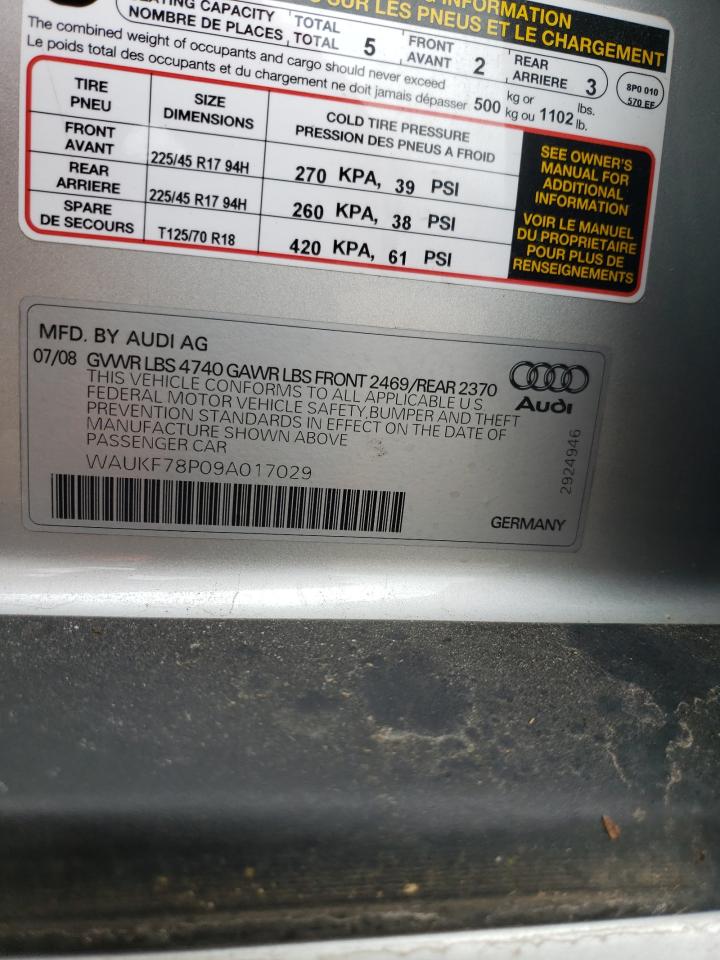 INFORMATION
SUR LES PNEUS ET LE CHARGEMENT
CAPACITY TOTAL 5 FRONT 2 REAR 3
NOMBRE DE PLACES TOTAL AVANT ARRIERE
The combined weight of occupants and cargo should never exceed 500 kg or 1102 lbs.
Le poids total des occupants et du chargement ne doit jamais dépasser kg ou lb.
8P0 010
570 EF
TIRE SIZE COLD TIRE PRESSURE
PNEU DIMENSIONS PRESSION DES PNEUS A FROID
FRONT 225/45 R17 94H 270 KPA, 39 PSI
AVANT
REAR 225/45 R17 94H 260 KPA, 38 PSI
ARRIERE
SPARE T125/70 R18 420 KPA, 61 PSI
DE SECOURS
SEE OWNER'S
MANUAL FOR
ADDITIONAL
INFORMATION
VOIR LE MANUEL
DU PROPRIETAIRE
POUR PLUS DE
RENSEIGNEMENTS
MFD. BY AUDI AG
07/08 GVWR LBS 4740 GAWR LBS FRONT 2469/REAR 2370
THIS VEHICLE CONFORMS TO ALL APPLICABLE U S
FEDERAL MOTOR VEHICLE SAFETY,BUMPER AND THEFT
PREVENTION STANDARDS IN EFFECT ON THE DATE OF
MANUFACTURE SHOWN ABOVE
PASSENGER CAR
WAUKF78P09A017029
Audi
2924946
GERMANY